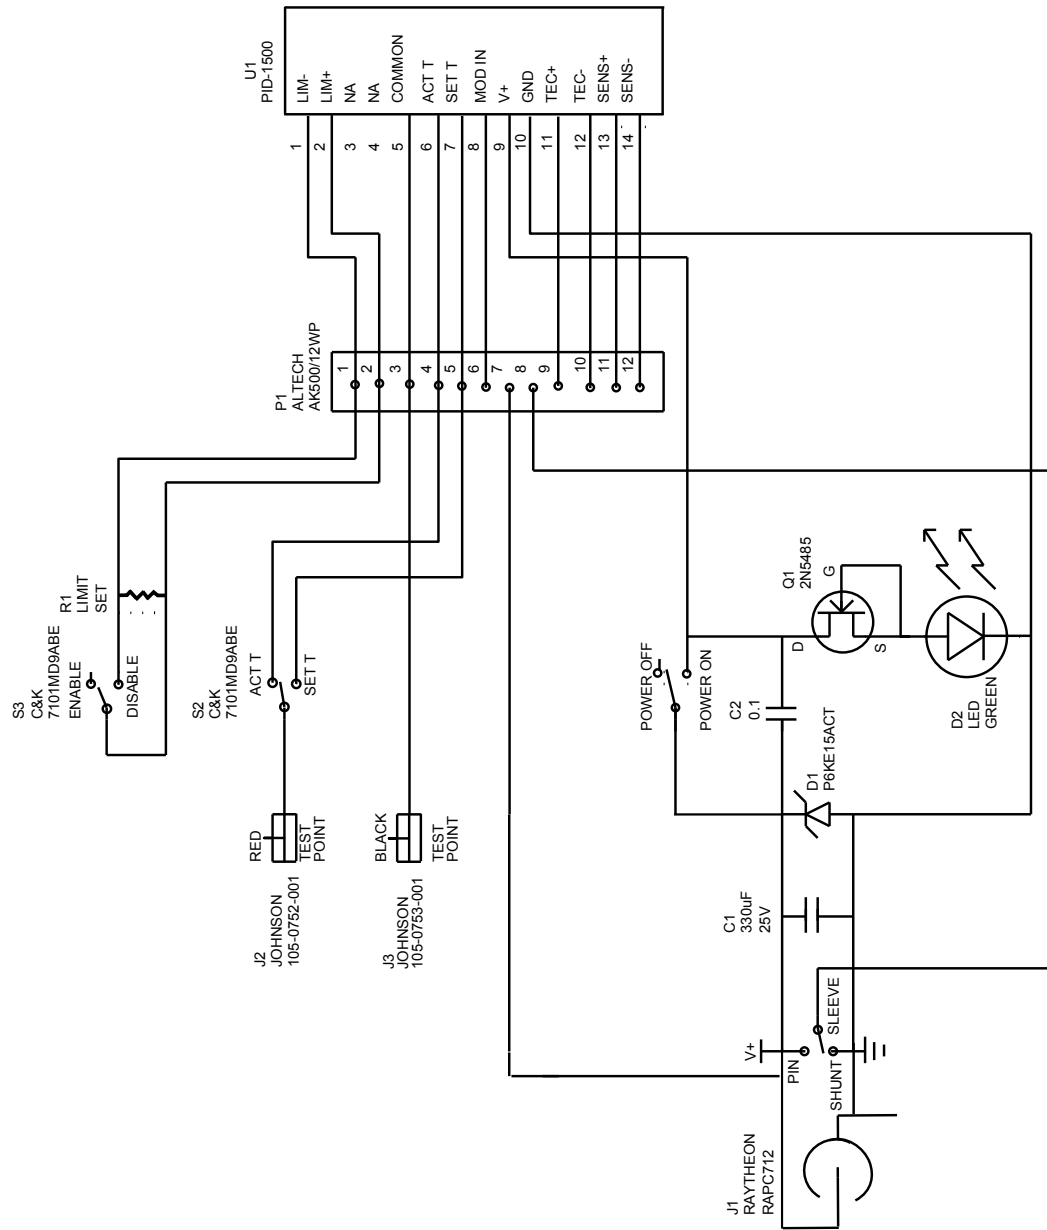 U1
PID-1500
LIM-
LIM+
NA
NA
COMMON
ACT T
SET T
MOD IN
V+
GND
TEC+
TEC-
SENS+
SENS-
1
2
3
4
5
6
7
8
9
10
11
12
13
14
P1
ALTECH
AK500/12WP
1
2
3
4
5
6
7
8
9
10
11
12
R1
LIMIT
SET
S3
C&K
7101MD9ABE
ENABLE
DISABLE
S2
C&K
7101MD9ABE
ACT T
SET T
RED
TEST
POINT
J2
JOHNSON
105-0752-001
BLACK
TEST
POINT
J3
JOHNSON
105-0753-001
Q1
2N5485
G
D
S
POWER OFF
POWER ON
C2
0.1
D2
LED
GREEN
D1
P6KE15ACT
C1
330uF
25V
V+
PIN
SLEEVE
SHUNT
J1
RAYTHEON
RAPC712